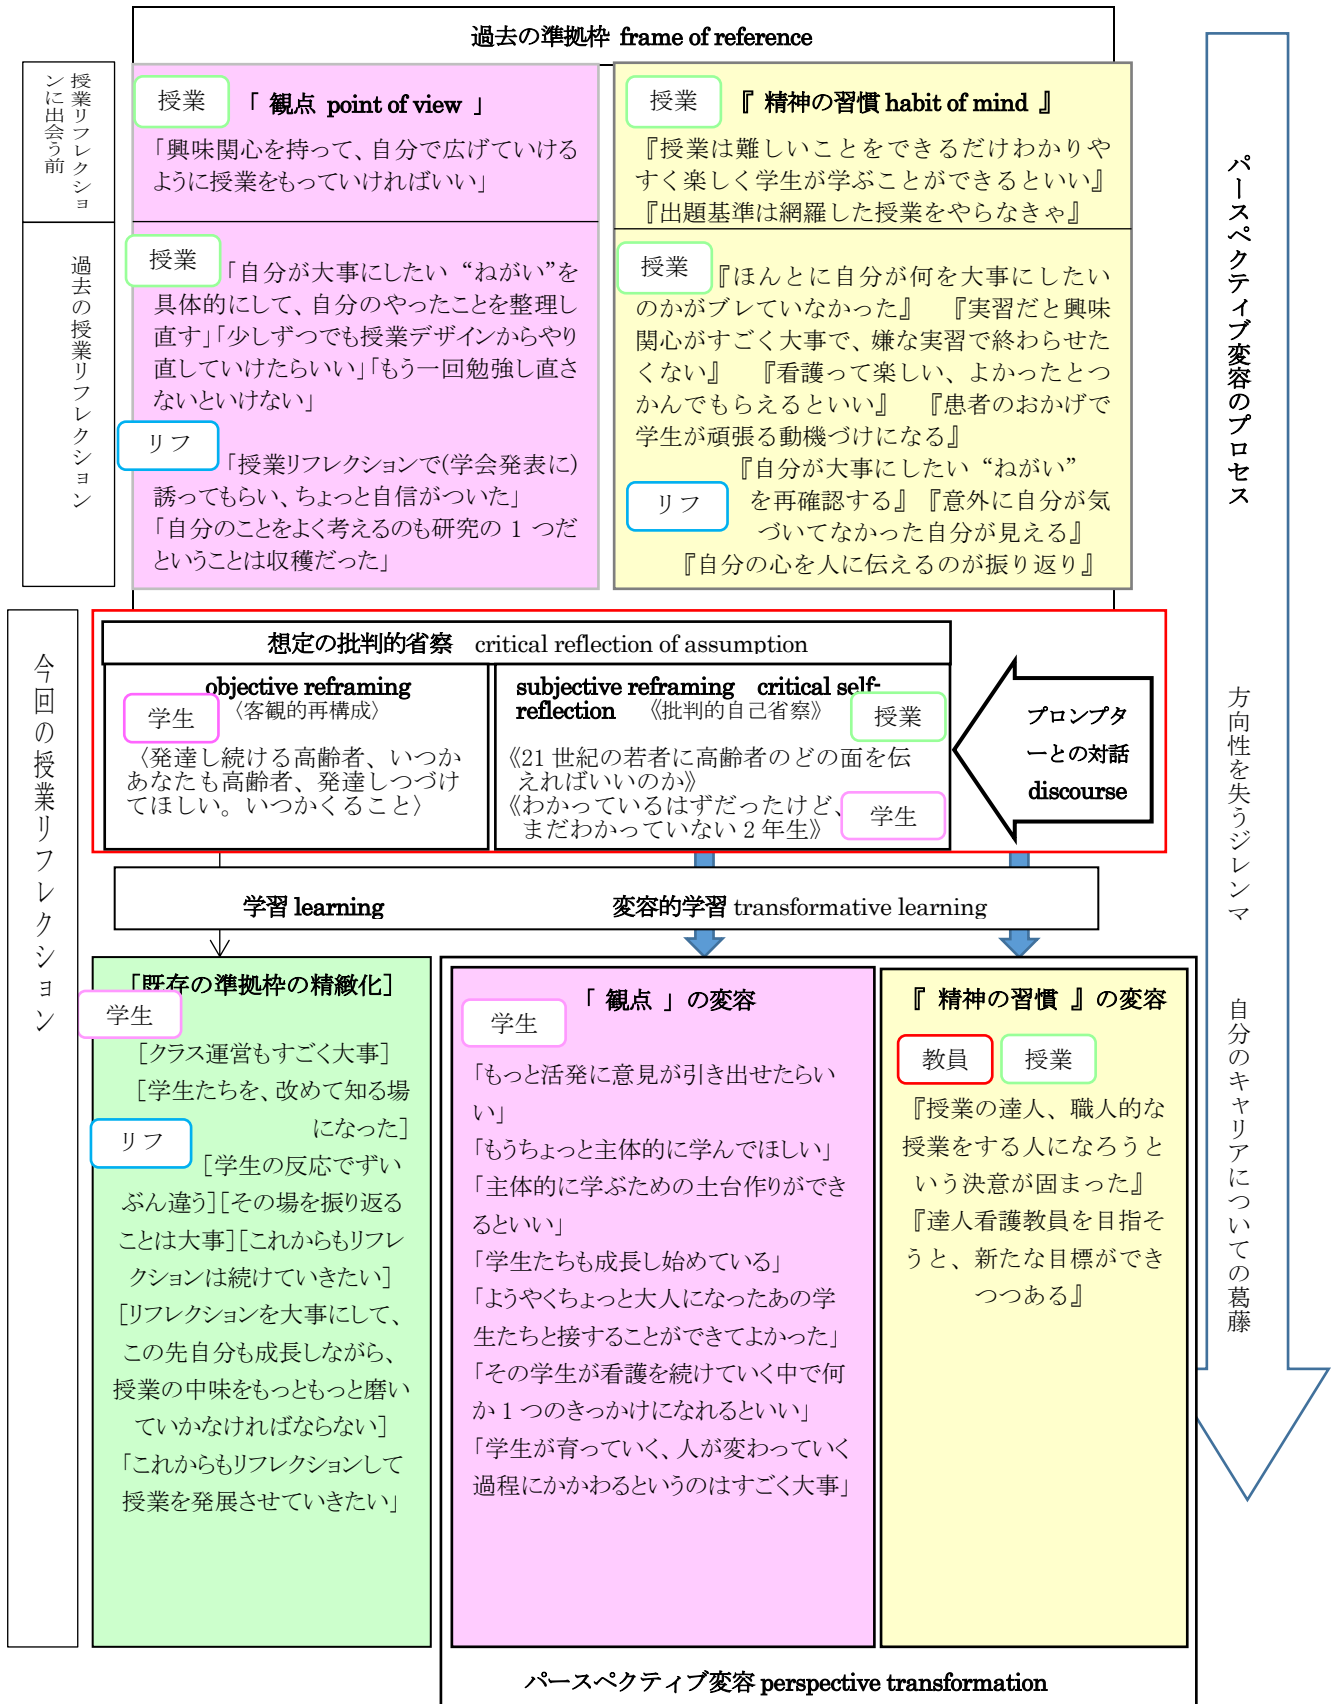 過去の準拠枠 frame of reference
授業リフレクショ
ンに出会う前
授業
「 観点 point of view 」
「興味関心を持って、自分で広げていける
ように授業をもっていければいい」
授業
『 精神の習慣 habit of mind 』
『授業は難しいことをできるだけわかりや
すく楽しく学生が学ぶことができるといい』
『出題基準は網羅した授業をやらなきゃ』
過去の授業リフレクション
授業
「自分が大事にしたい “ねがい”を
具体的にして、自分のやったことを整理し
直す」「少しずつでも授業デザインからやり
直していけたらいい」「もう一回勉強し直さ
ないといけない」
リフ
「授業リフレクションで(学会発表に)
誘ってもらい、ちょっと自信がついた」
「自分のことをよく考えるのも研究の 1 つだ
ということは収穫だった」
授業
『ほんとに自分が何を大事にしたい
のかがブレていなかった』 『実習だと興味
関心がすごく大事で、嫌な実習で終わらせた
くない』 『看護って楽しい、よかったとつ
かんでもらえるといい』 『患者のおかげで
学生が頑張る動機づけになる』
『自分が大事にしたい “ねがい”
リフ
を再確認する』『意外に自分が気
づいてなかった自分が見える』
『自分の心を人に伝えるのが振り返り』
パースペクティブ変容のプロセス
方向性を失うジレンマ
自分のキャリアについての葛藤
今回の授業リフレクション
想定の批判的省察 critical reflection of assumption
objective reframing
〈客観的再構成〉
学生
〈発達し続ける高齢者、いつか
あなたも高齢者、発達しつづけ
てほしい。いつかくること〉
subjective reframing critical self-
reflection 《批判的自己省察》
授業
《21 世紀の若者に高齢者のどの面を伝
えればいいのか》
《わかっているはずだったけど、
まだわかっていない 2 年生》
学生
プロンプタ
ーとの対話
discourse
学習 learning
変容的学習 transformative learning
[既存の準拠枠の精緻化]
学生
[クラス運営もすごく大事]
[学生たちを、改めて知る場
になった]
リフ
[学生の反応でずい
ぶん違う][その場を振り返る
ことは大事][これからもリフレ
クションは続けていきたい]
[リフレクションを大事にして、
この先自分も成長しながら、
授業の中味をもっともっと磨い
ていかなければならない]
「これからもリフレクションして
授業を発展させていきたい」
「 観点 」の変容
学生
「もっと活発に意見が引き出せたらい
い」
「もうちょっと主体的に学んでほしい」
「主体的に学ぶための土台作りができ
るといい」
「学生たちも成長し始めている」
「ようやくちょっと大人になったあの学
生たちと接することができてよかった」
「その学生が看護を続けていく中で何
か 1 つのきっかけになれるといい」
「学生が育っていく、人が変わっていく
過程にかかわるというのはすごく大事」
『 精神の習慣 』の変容
教員
授業
『授業の達人、職人的な
授業をする人になろうと
いう決意が固まった』
『達人看護教員を目指そ
うと、新たな目標ができ
つつある』
パースペクティブ変容 perspective transformation